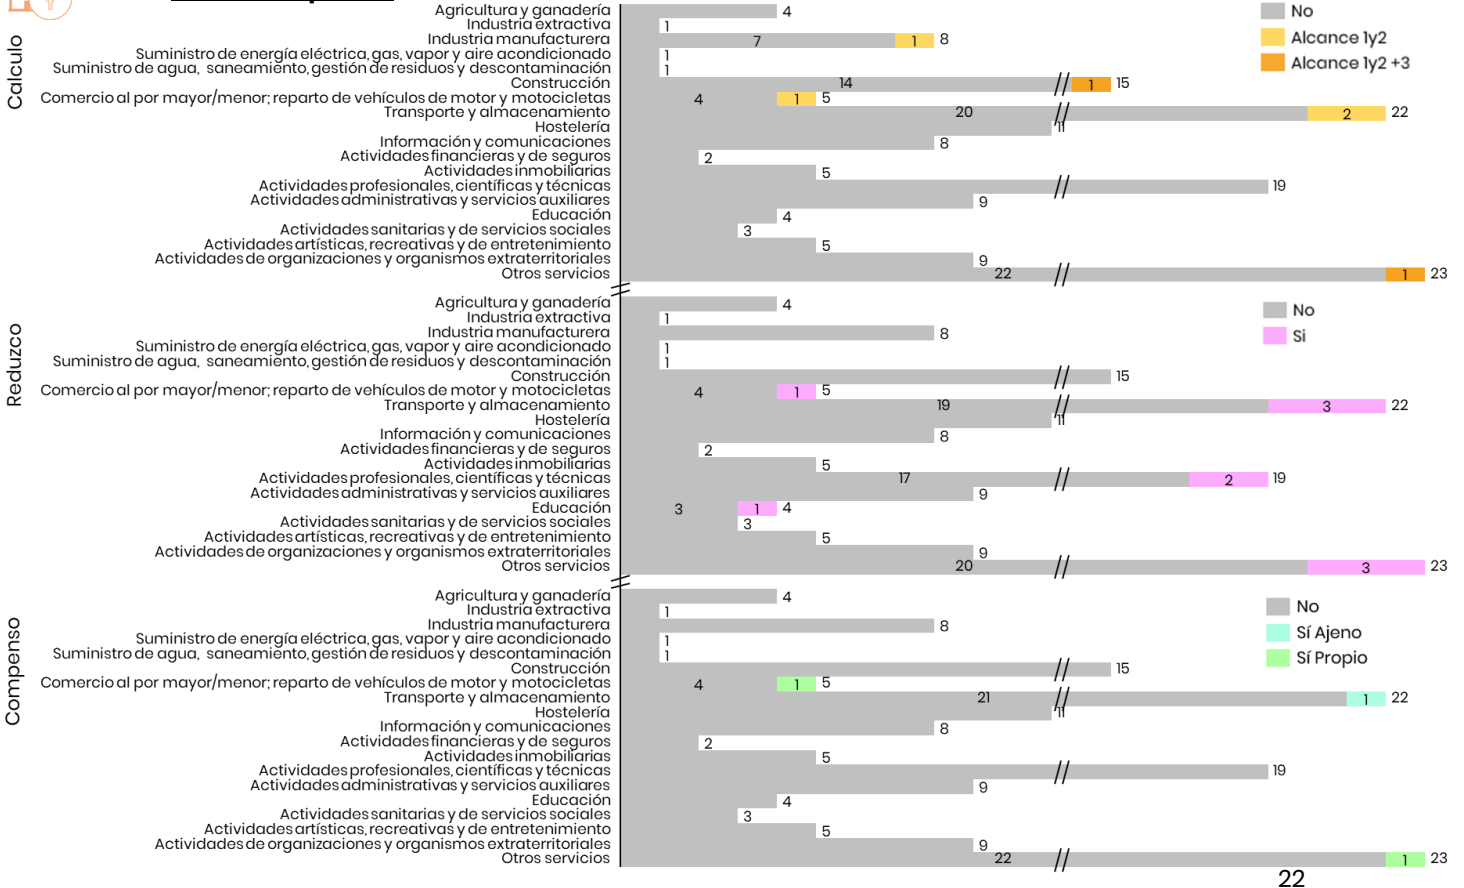 Calculo
Agricultura y ganadería 4
Industria extractiva 1
Industria manufacturera 7 1 8
Suministro de energía eléctrica, gas, vapor y aire acondicionado 1
Suministro de agua, saneamiento, gestión de residuos y descontaminación 1
Construcción 14 1 15
Comercio al por mayor/menor; reparto de vehículos de motor y motocicletas 4 1 5
Transporte y almacenamiento 20 2 22
Hostelería 11
Información y comunicaciones 8
Actividades financieras y de seguros 2
Actividades inmobiliarias 5
Actividades profesionales, científicas y técnicas 19
Actividades administrativas y servicios auxiliares 9
Educación 4
Actividades sanitarias y de servicios sociales 3
Actividades artísticas, recreativas y de entretenimiento 5
Actividades de organizaciones y organismos extraterritoriales 9
Otros servicios 22 1 23
No
Alcance 1y2
Alcance 1y2 +3
Reduzco
Agricultura y ganadería 4
Industria extractiva 1
Industria manufacturera 8
Suministro de energía eléctrica, gas, vapor y aire acondicionado 1
Suministro de agua, saneamiento, gestión de residuos y descontaminación 1
Construcción 15
Comercio al por mayor/menor; reparto de vehículos de motor y motocicletas 4 1 5
Transporte y almacenamiento 19 3 22
Hostelería 11
Información y comunicaciones 8
Actividades financieras y de seguros 2
Actividades inmobiliarias 5
Actividades profesionales, científicas y técnicas 17 2 19
Actividades administrativas y servicios auxiliares 9
Educación 3 1 4
Actividades sanitarias y de servicios sociales 3
Actividades artísticas, recreativas y de entretenimiento 5
Actividades de organizaciones y organismos extraterritoriales 9
Otros servicios 20 3 23
No
Si
Compenso
Agricultura y ganadería 4
Industria extractiva 1
Industria manufacturera 8
Suministro de energía eléctrica, gas, vapor y aire acondicionado 1
Suministro de agua, saneamiento, gestión de residuos y descontaminación 1
Construcción 15
Comercio al por mayor/menor; reparto de vehículos de motor y motocicletas 4 1 5
Transporte y almacenamiento 21 1 22
Hostelería 11
Información y comunicaciones 8
Actividades financieras y de seguros 2
Actividades inmobiliarias 5
Actividades profesionales, científicas y técnicas 19
Actividades administrativas y servicios auxiliares 9
Educación 4
Actividades sanitarias y de servicios sociales 3
Actividades artísticas, recreativas y de entretenimiento 5
Actividades de organizaciones y organismos extraterritoriales 9
Otros servicios 22 1 23
No
Sí Ajeno
Sí Propio
22